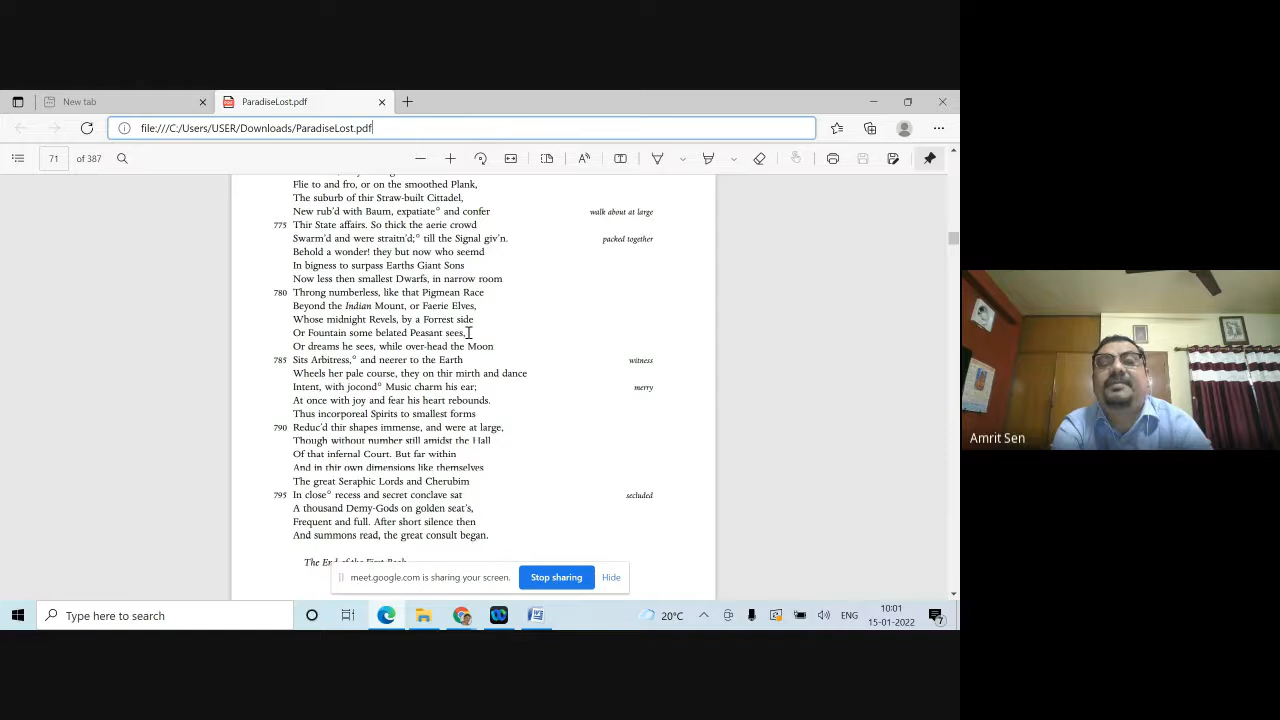 New tab
ParadiseLost.pdf
file:///C:/Users/USER/Downloads/ParadiseLost.pdf
71 of 387
Flie to and fro, or on the smoothed Plank,
The suburb of thir Straw-built Cittadel,
New rub'd with Baum, expatiate° and confer walk about at large
775 Thir State affairs. So thick the aerie crowd
Swarm'd and were straitn'd;° till the Signal giv'n. packed together
Behold a wonder! they but now who seemd
In bigness to surpass Earths Giant Sons
Now less then smallest Dwarfs, in narrow room
780 Throng numberless, like that Pigmean Race
Beyond the Indian Mount, or Faerie Elves,
Whose midnight Revels, by a Forrest side
Or Fountain some belated Peasant sees,
Or dreams he sees, while over-head the Moon
785 Sits Arbitress,° and neerer to the Earth witness
Wheels her pale course, they on thir mirth and dance
Intent, with jocond° Music charm his ear; merry
At once with joy and fear his heart rebounds.
Thus incorporeal Spirits to smallest forms
790 Reduc'd thir shapes immense, and were at large,
Though without number still amidst the Hall
Of that infernal Court. But far within
And in thir own dimensions like themselves
The great Seraphic Lords and Cherubim
795 In close° recess and secret conclave sat secluded
A thousand Demy-Gods on golden seat's,
Frequent and full. After short silence then
And summons read, the great consult began.
The End of the First Book
meet.google.com is sharing your screen. Stop sharing Hide
Type here to search
20°C
ENG
10:01
15-01-2022
Amrit Sen